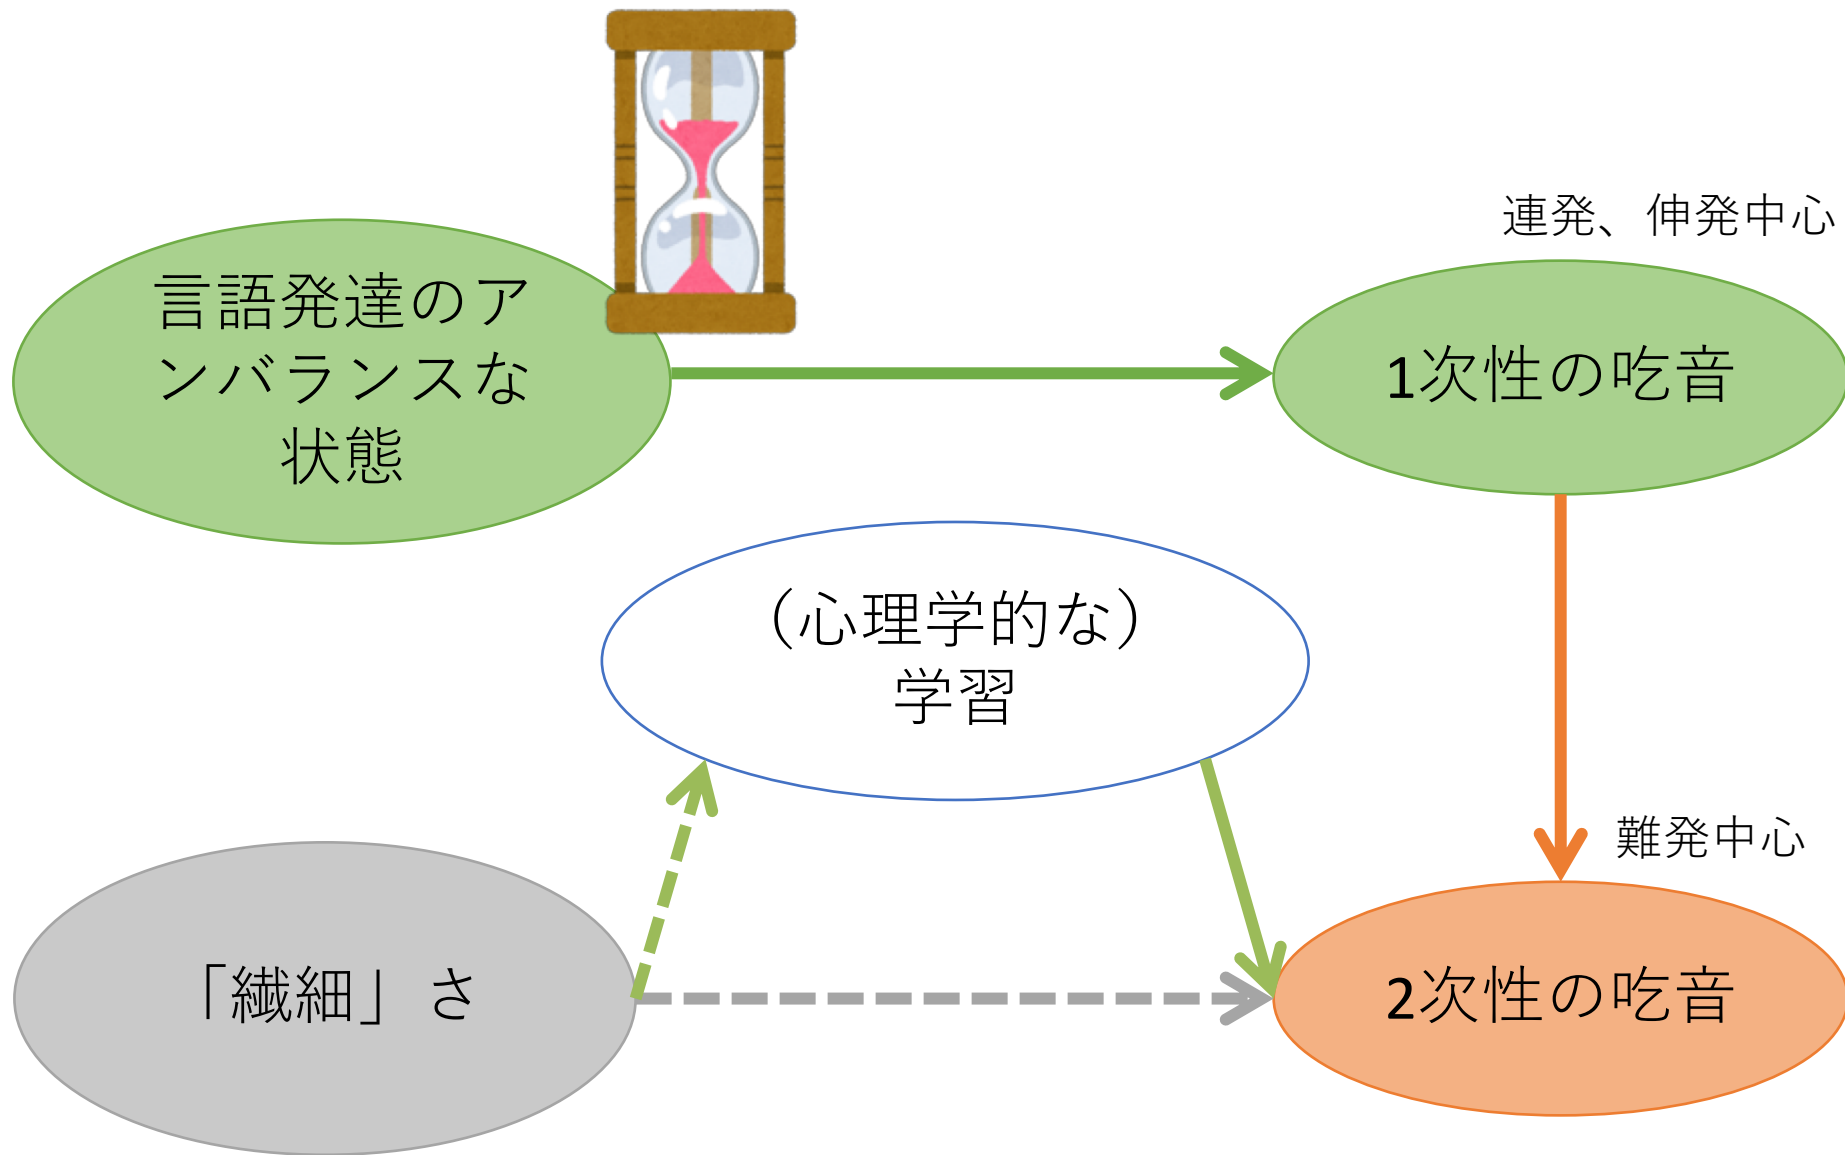 連発、伸発中心
言語発達のア
ンバランスな
状態
1次性の吃音
（心理学的な）
学習
難発中心
「繊細」さ
2次性の吃音